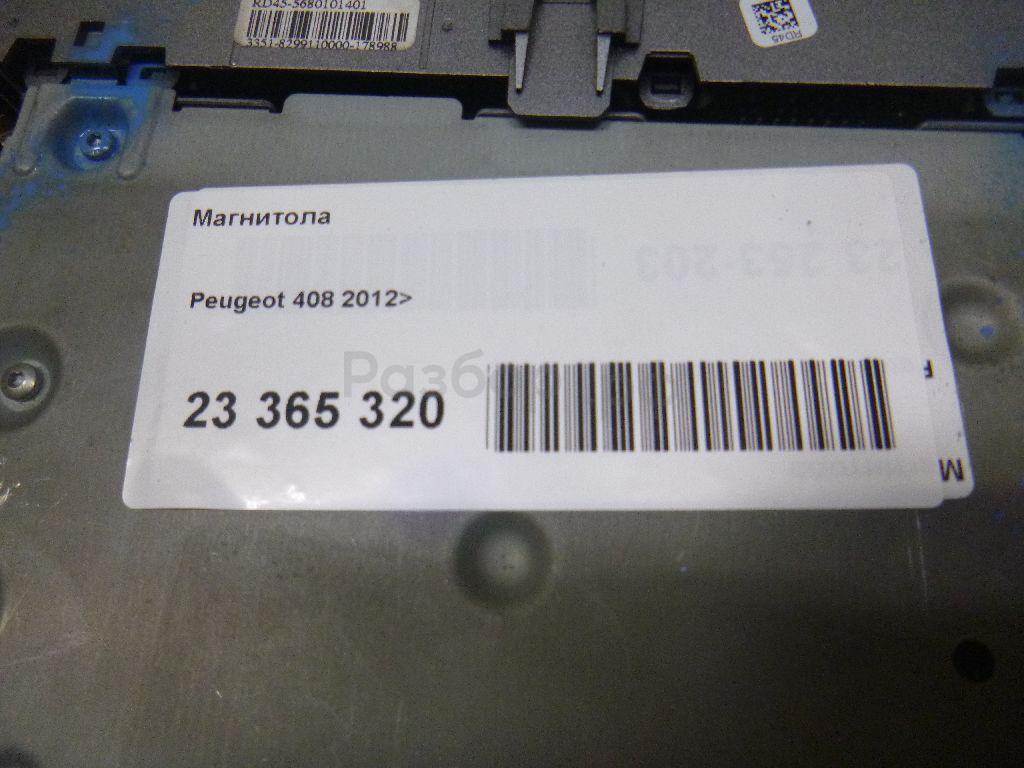 RD45-5680101401
3351-8299110000-178988
RD45
Магнитола
Peugeot 408 2012>
23 365 320
M